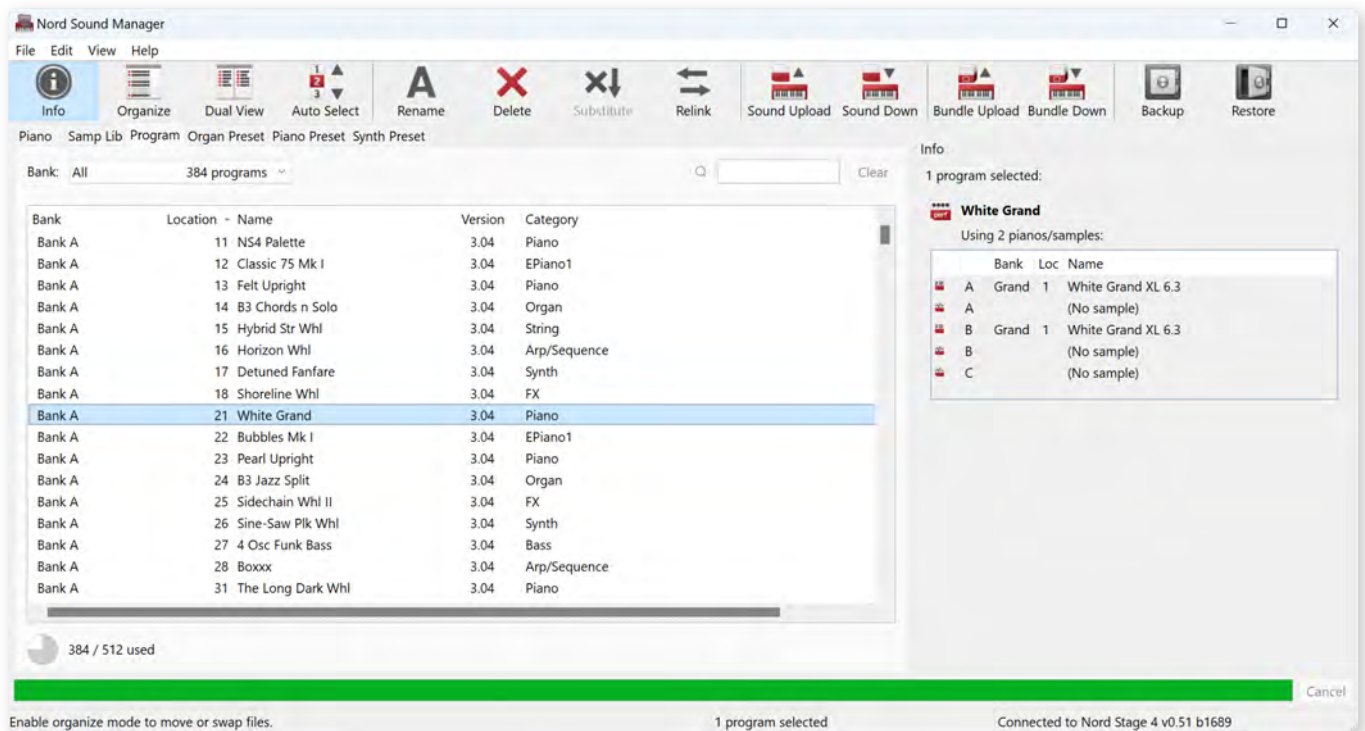 Nord Sound Manager
File Edit View Help
Info Organize Dual View 1 2 3 Auto Select A Rename Delete Substitute Relink Sound Upload Sound Down Bundle Upload Bundle Down Backup Restore
Piano Samp Lib Program Organ Preset Piano Preset Synth Preset
Bank: All 384 programs Clear
Bank Location Name Version Category
Bank A 11 NS4 Palette 3.04 Piano
Bank A 12 Classic 75 Mk I 3.04 EPiano1
Bank A 13 Felt Upright 3.04 Piano
Bank A 14 B3 Chords n Solo 3.04 Organ
Bank A 15 Hybrid Str Whl 3.04 String
Bank A 16 Horizon Whl 3.04 Arp/Sequence
Bank A 17 Detuned Fanfare 3.04 Synth
Bank A 18 Shoreline Whl 3.04 FX
Bank A 21 White Grand 3.04 Piano
Bank A 22 Bubbles Mk I 3.04 EPiano1
Bank A 23 Pearl Upright 3.04 Piano
Bank A 24 B3 Jazz Split 3.04 Organ
Bank A 25 Sidechain Whl II 3.04 FX
Bank A 26 Sine-Saw Plk Whl 3.04 Synth
Bank A 27 4 Osc Funk Bass 3.04 Bass
Bank A 28 Boxxx 3.04 Arp/Sequence
Bank A 31 The Long Dark Whl 3.04 Piano
384 / 512 used
Info
1 program selected:
perf White Grand
Using 2 pianos/samples:
Bank Loc Name
A Grand 1 White Grand XL 6.3
A (No sample)
B Grand 1 White Grand XL 6.3
B (No sample)
C (No sample)
Cancel
Enable organize mode to move or swap files. 1 program selected Connected to Nord Stage 4 v0.51 b1689